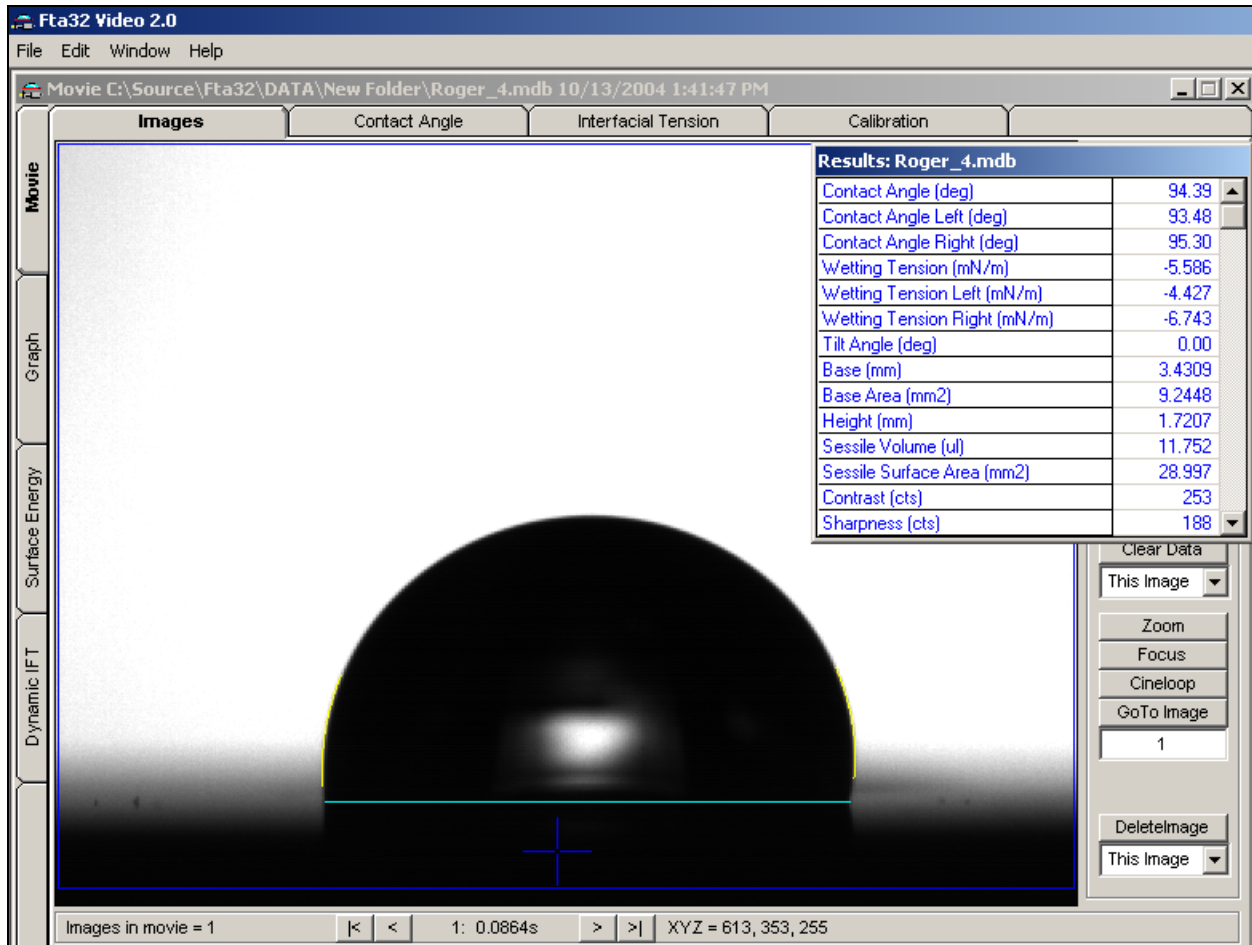 Fta32 Video 2.0
File Edit Window Help
Movie C:\Source\Fta32\DATA\New Folder\Roger_4.mdb 10/13/2004 1:41:47 PM
Images Contact Angle Interfacial Tension Calibration
Movie
Graph
Surface Energy
Dynamic IFT
Results: Roger_4.mdb
Contact Angle (deg) 94.39
Contact Angle Left (deg) 93.48
Contact Angle Right (deg) 95.30
Wetting Tension (mN/m) -5.586
Wetting Tension Left (mN/m) -4.427
Wetting Tension Right (mN/m) -6.743
Tilt Angle (deg) 0.00
Base (mm) 3.4309
Base Area (mm2) 9.2448
Height (mm) 1.7207
Sessile Volume (ul) 11.752
Sessile Surface Area (mm2) 28.997
Contrast (cts) 253
Sharpness (cts) 188
Clear Data
This Image
Zoom
Focus
Cineloop
GoTo Image
1
DeleteImage
This Image
Images in movie = 1 |< < 1: 0.0864s > >| XYZ = 613, 353, 255